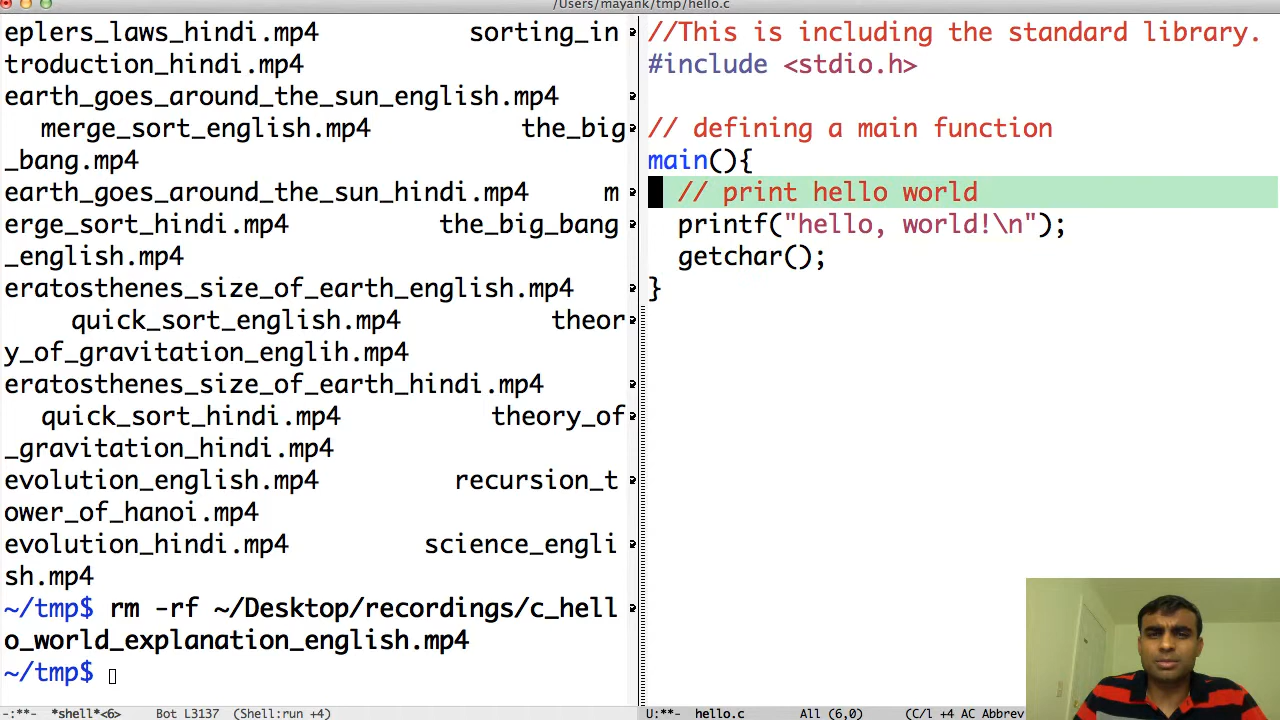 /Users/mayank/tmp/hello.c
eplers_laws_hindi.mp4 sorting_in
troduction_hindi.mp4
earth_goes_around_the_sun_english.mp4
merge_sort_english.mp4 the_big
_bang.mp4
earth_goes_around_the_sun_hindi.mp4 m
erge_sort_hindi.mp4 the_big_bang
_english.mp4
eratosthenes_size_of_earth_english.mp4
quick_sort_english.mp4 theor
y_of_gravitation_englih.mp4
eratosthenes_size_of_earth_hindi.mp4
quick_sort_hindi.mp4 theory_of
_gravitation_hindi.mp4
evolution_english.mp4 recursion_t
ower_of_hanoi.mp4
evolution_hindi.mp4 science_engli
sh.mp4
~/tmp$ rm -rf ~/Desktop/recordings/c_hell
o_world_explanation_english.mp4
~/tmp$
-:**- *shell*<6> Bot L3137 (Shell:run +4)
//This is including the standard library.
#include <stdio.h>
// defining a main function
main(){
// print hello world
printf("hello, world!\n");
getchar();
}
U:**- hello.c All (6,0) (C/l +4 AC Abbrev